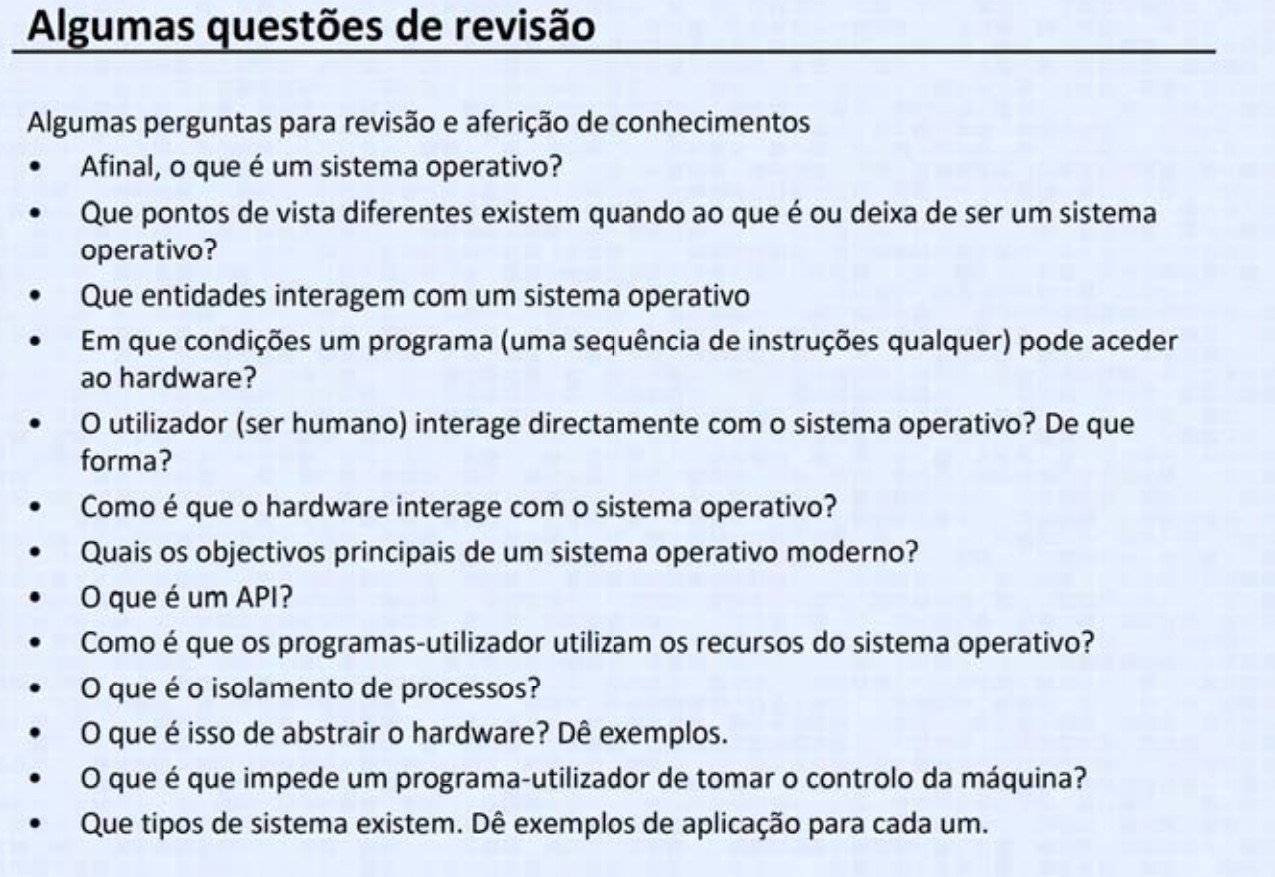 Algumas questões de revisão
Algumas perguntas para revisão e aferição de conhecimentos
• Afinal, o que é um sistema operativo?
• Que pontos de vista diferentes existem quando ao que é ou deixa de ser um sistema
operativo?
• Que entidades interagem com um sistema operativo
• Em que condições um programa (uma sequência de instruções qualquer) pode aceder
ao hardware?
• O utilizador (ser humano) interage directamente com o sistema operativo? De que
forma?
• Como é que o hardware interage com o sistema operativo?
• Quais os objectivos principais de um sistema operativo moderno?
• O que é um API?
• Como é que os programas-utilizador utilizam os recursos do sistema operativo?
• O que é o isolamento de processos?
• O que é isso de abstrair o hardware? Dê exemplos.
• O que é que impede um programa-utilizador de tomar o controlo da máquina?
• Que tipos de sistema existem. Dê exemplos de aplicação para cada um.